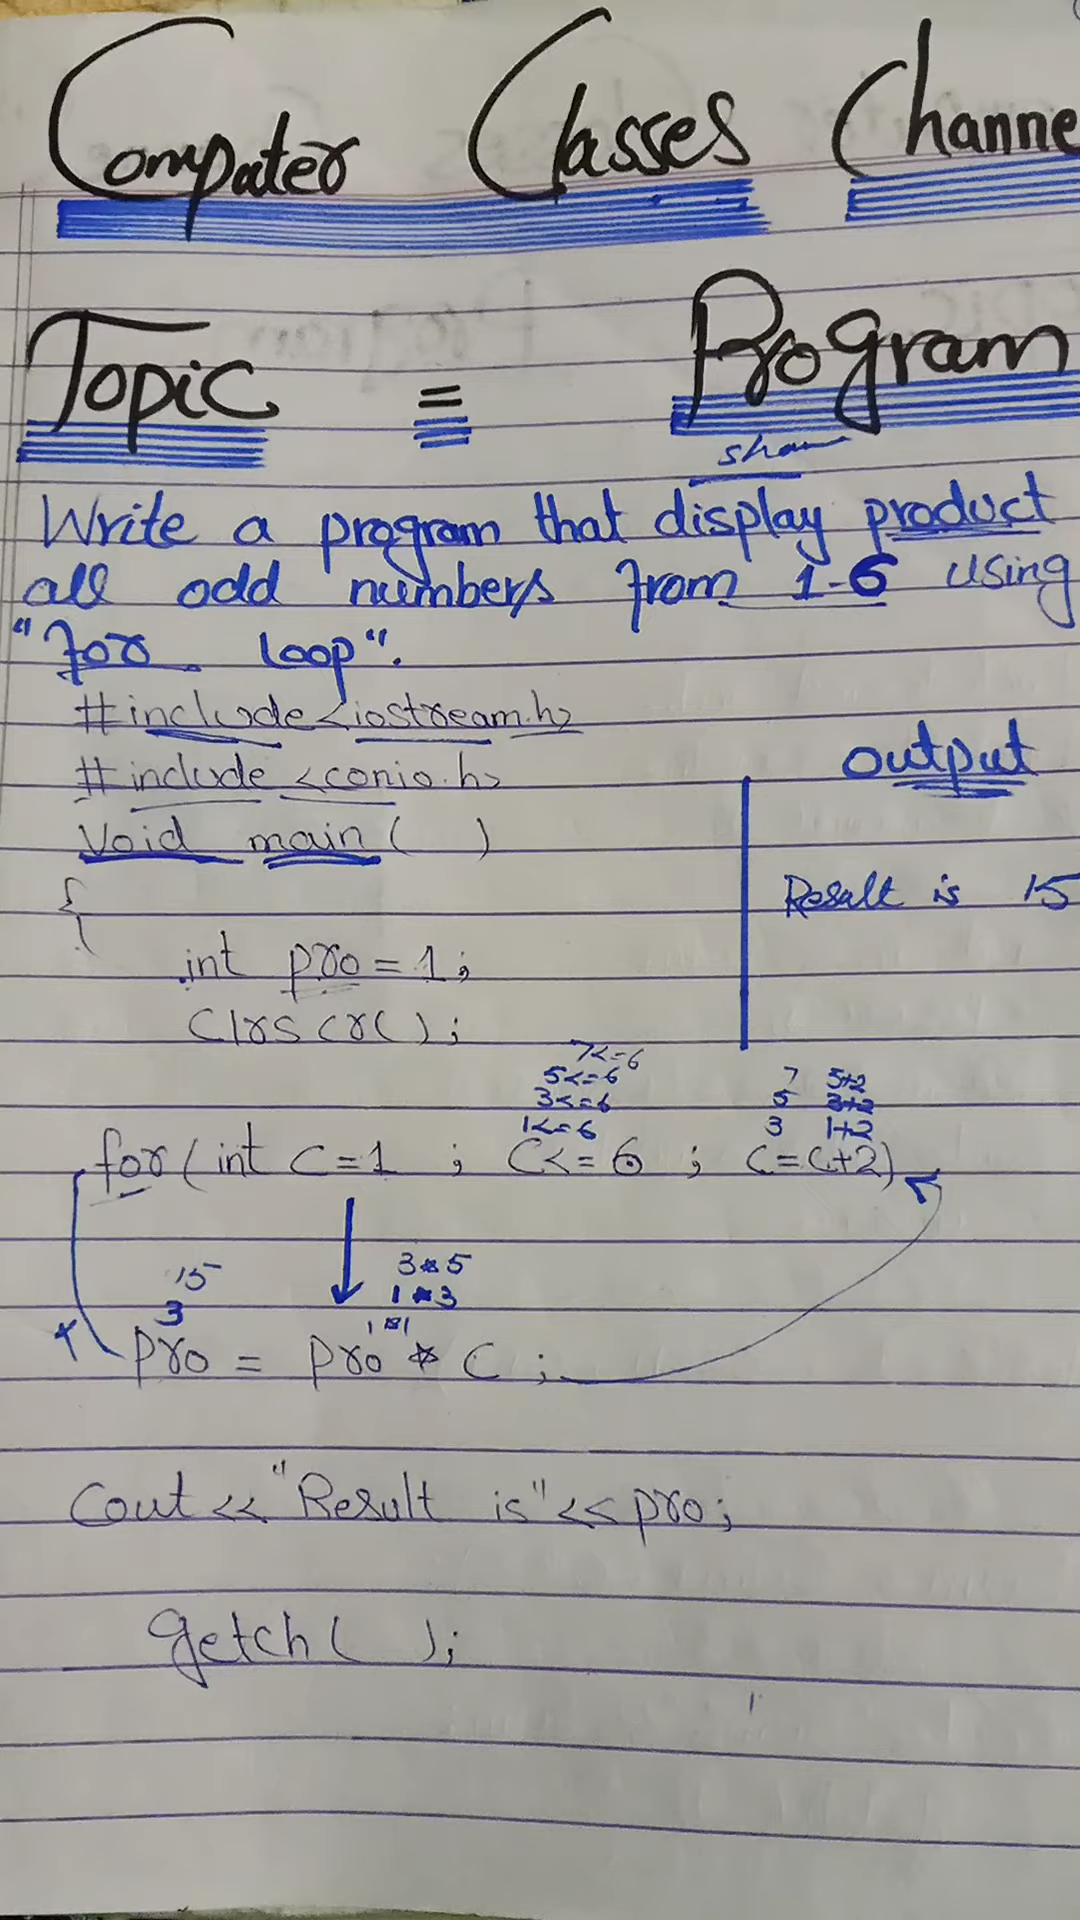 Computer Classes Channe
Topic = Program
show
Write a program that display product
all odd numbers from 1-6 using
"for loop".
#include<iostream.h>
#include <conio.h>
Void main( )
{
int pro=1;
Clrscr();
output
Result is 15
7<=6
5<=6
3<=6
1<=6
7 5+2
5 3+2
3 1+2
for(int C=1 ; C<=6 ; C=C+2)
15
3
3*5
1*3
1*1
pro = pro * C ;
Cout<<"Result is"<<pro;
getch( );